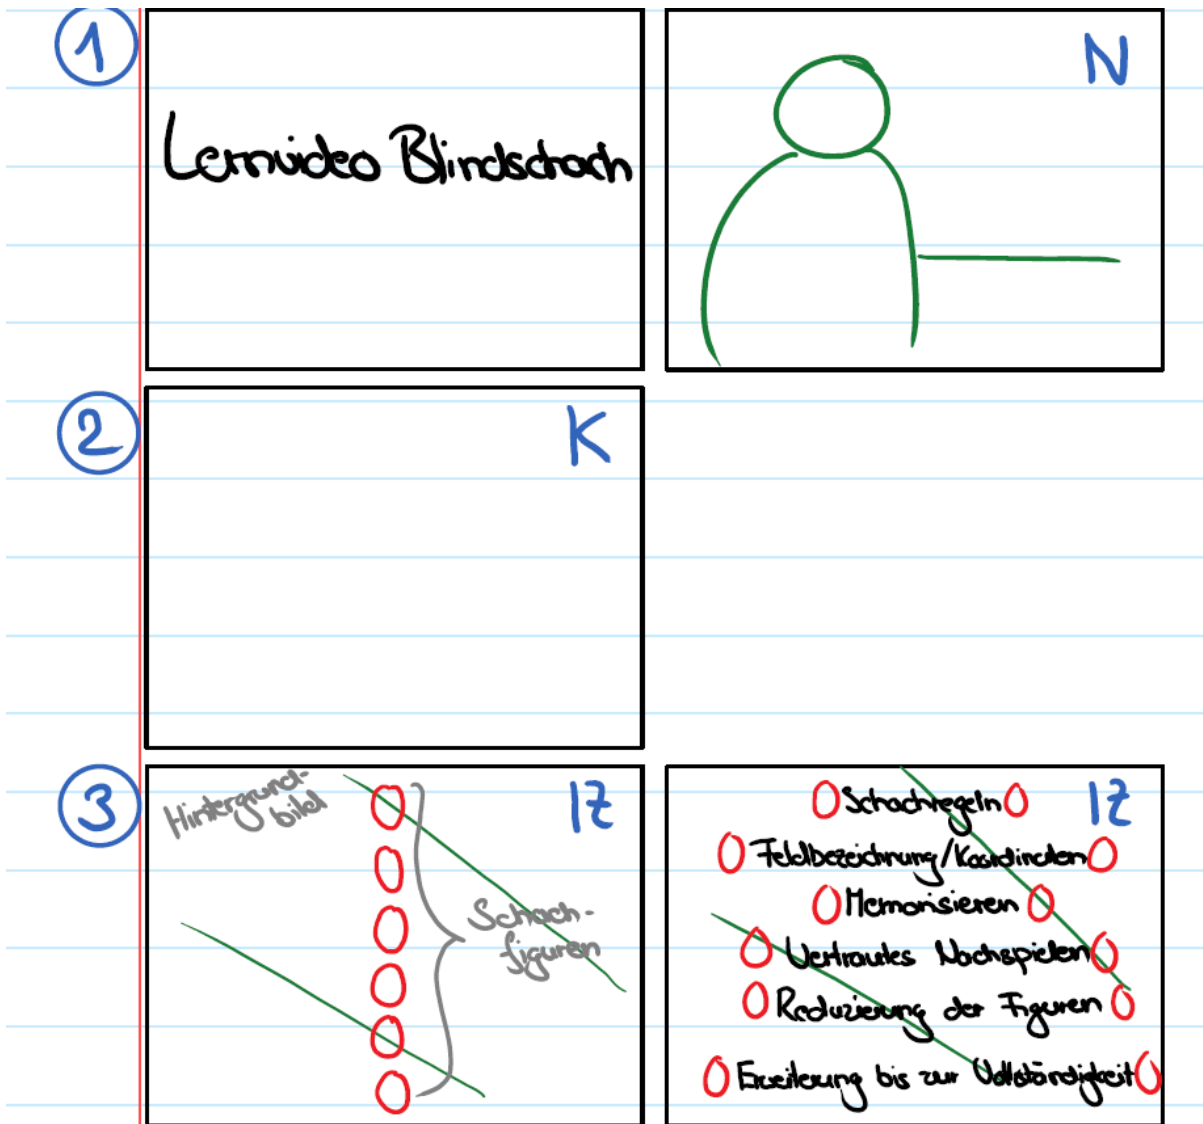 1
Lernvideo Blindschach
N
2
K
3
Hintergrund-
bild
IZ
Schach-
figuren
IZ
Schachregeln
Feldbezeichnung/Koordinaten
Memorisieren
Vertrautes Nachspielen
Reduzierung der Figuren
Erweiterung bis zur Vollständigkeit